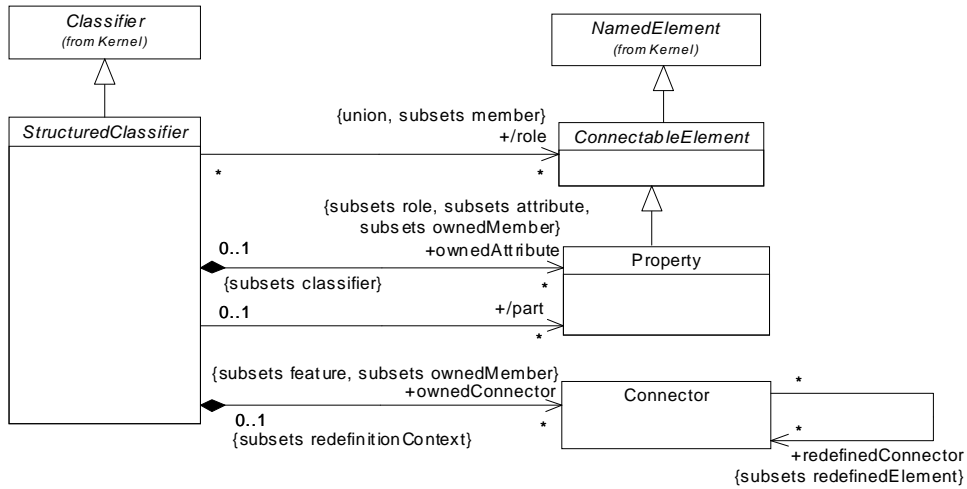 Classifier
(from Kernel)
NamedElement
(from Kernel)
StructuredClassifier
{union, subsets member}
+/role
ConnectableElement
*
*
{subsets role, subsets attribute,
subsets ownedMember}
0..1
+ownedAttribute
Property
{subsets classifier}
*
0..1
+/part
*
{subsets feature, subsets ownedMember}
+ownedConnector
Connector
*
0..1
*
*
{subsets redefinitionContext}
+redefinedConnector
{subsets redefinedElement}